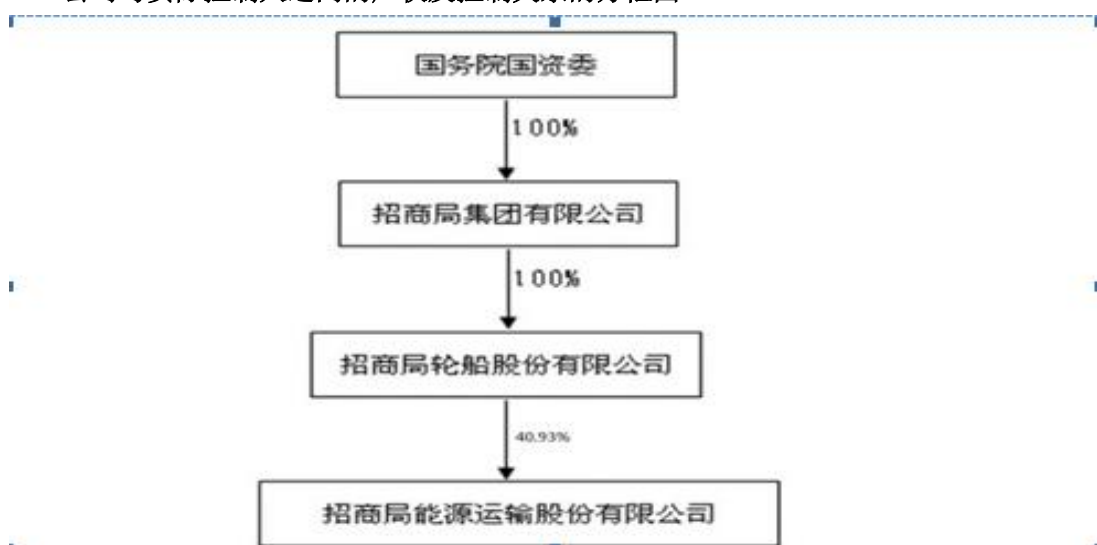 国务院国资委
100%
招商局集团有限公司
100%
招商局轮船股份有限公司
40.93%
招商局能源运输股份有限公司